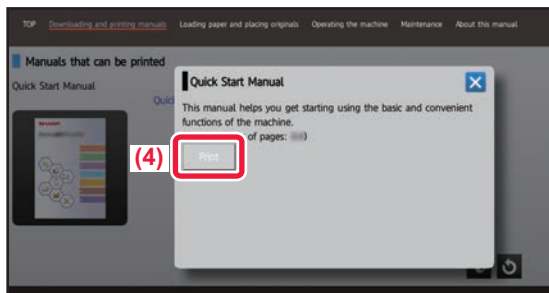 TOP Downloading and printing manuals Loading paper and placing originals Operating the machine Maintenance About this manual
Manuals that can be printed
Quick Start Manual
Quick Start Manual
This manual helps you get starting using the basic and convenient
functions of the machine.
of pages:
(4)
Print
SHARP